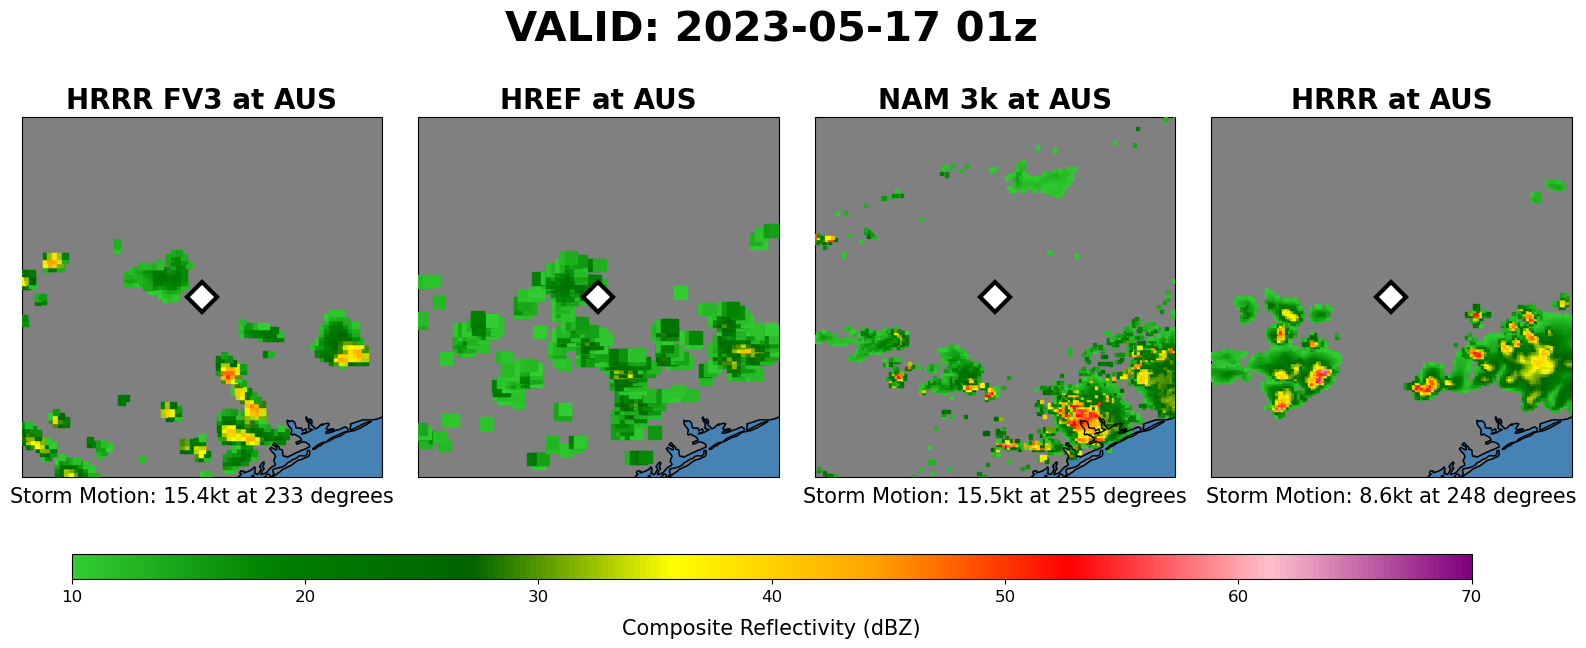 VALID: 2023-05-17 01z
HRRR FV3 at AUS
HREF at AUS
NAM 3k at AUS
HRRR at AUS
Storm Motion: 15.4kt at 233 degrees
Storm Motion: 15.5kt at 255 degrees
Storm Motion: 8.6kt at 248 degrees
10 20 30 40 50 60 70
Composite Reflectivity (dBZ)